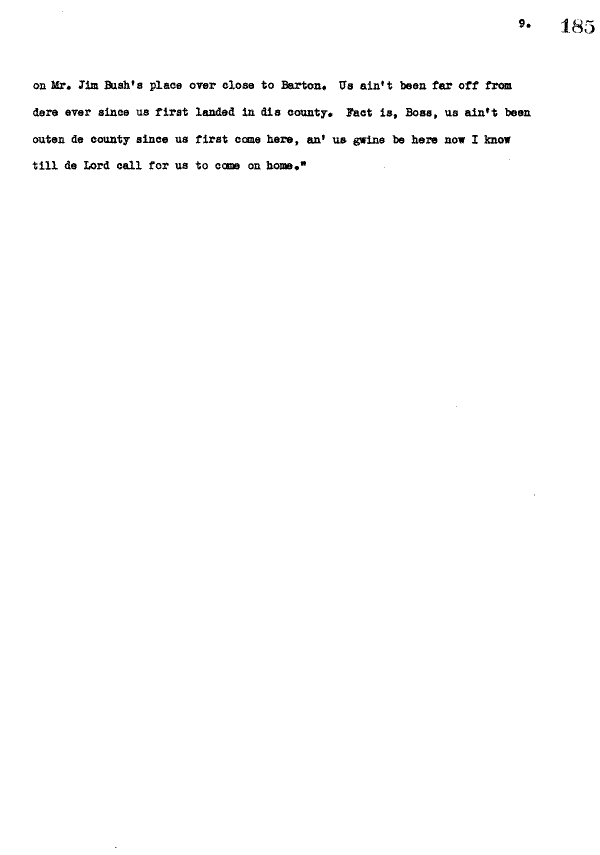 9. 185
on Mr. Jim Bush's place over close to Barton. Us ain't been far off from
dere ever since us first landed in dis county. Fact is, Boss, us ain't been
outen de county since us first come here, an' us gwine be here now I know
till de Lord call for us to come on home."